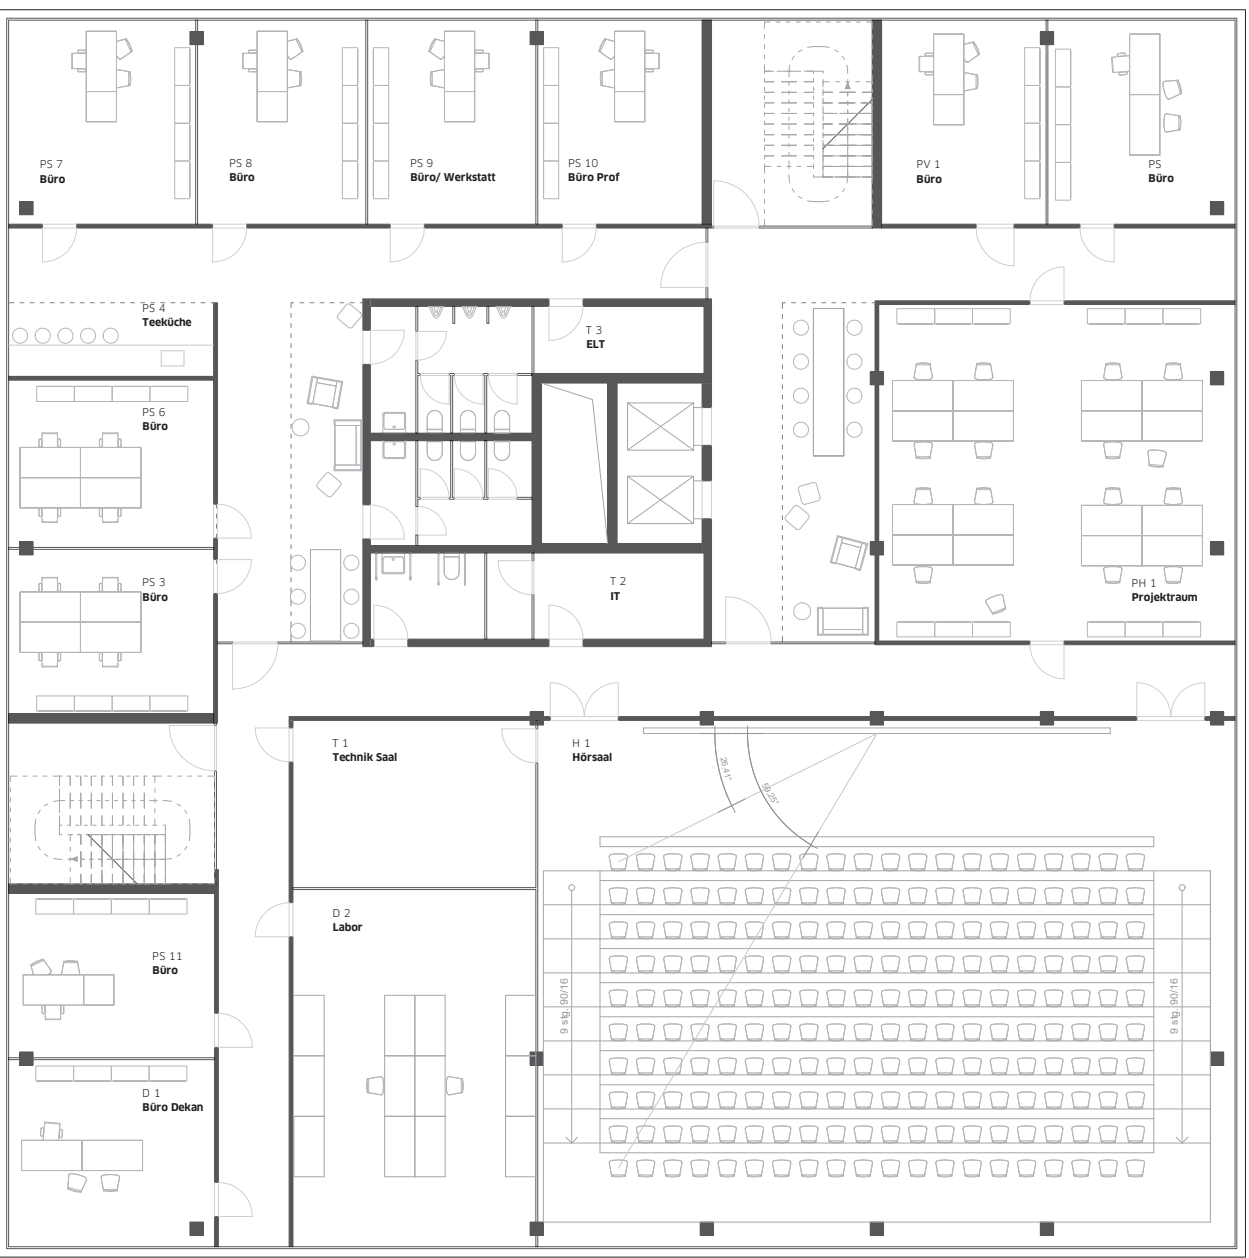 PS 7
Büro
PS 8
Büro
PS 9
Büro/ Werkstatt
PS 10
Büro Prof
PV 1
Büro
PS
Büro
PS 4
Teeküche
T 3
ELT
PS 6
Büro
PS 3
Büro
T 2
IT
PH 1
Projektraum
T 1
Technik Saal
H 1
Hörsaal
26,41°
59,25°
D 2
Labor
PS 11
Büro
9 stg. 90/16
9 stg. 90/16
D 1
Büro Dekan